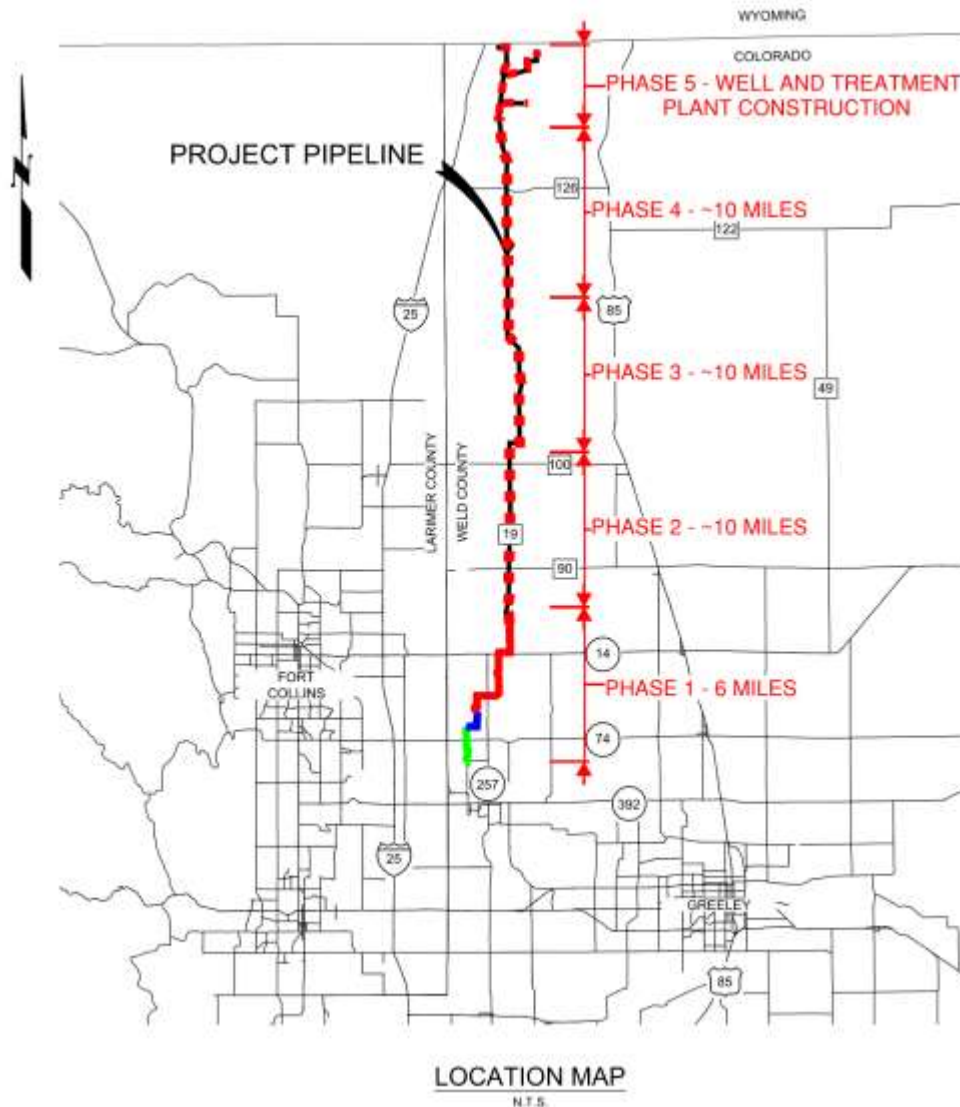 WYOMING
COLORADO
PHASE 5 - WELL AND TREATMENT
PLANT CONSTRUCTION
PROJECT PIPELINE
126
PHASE 4 - ~10 MILES
122
N
25
85
PHASE 3 - ~10 MILES
49
LARIMER COUNTY
WELD COUNTY
100
19
PHASE 2 - ~10 MILES
90
14
FORT
COLLINS
PHASE 1 - 6 MILES
74
257
392
25
GREELEY
85
LOCATION MAP
N.T.S.